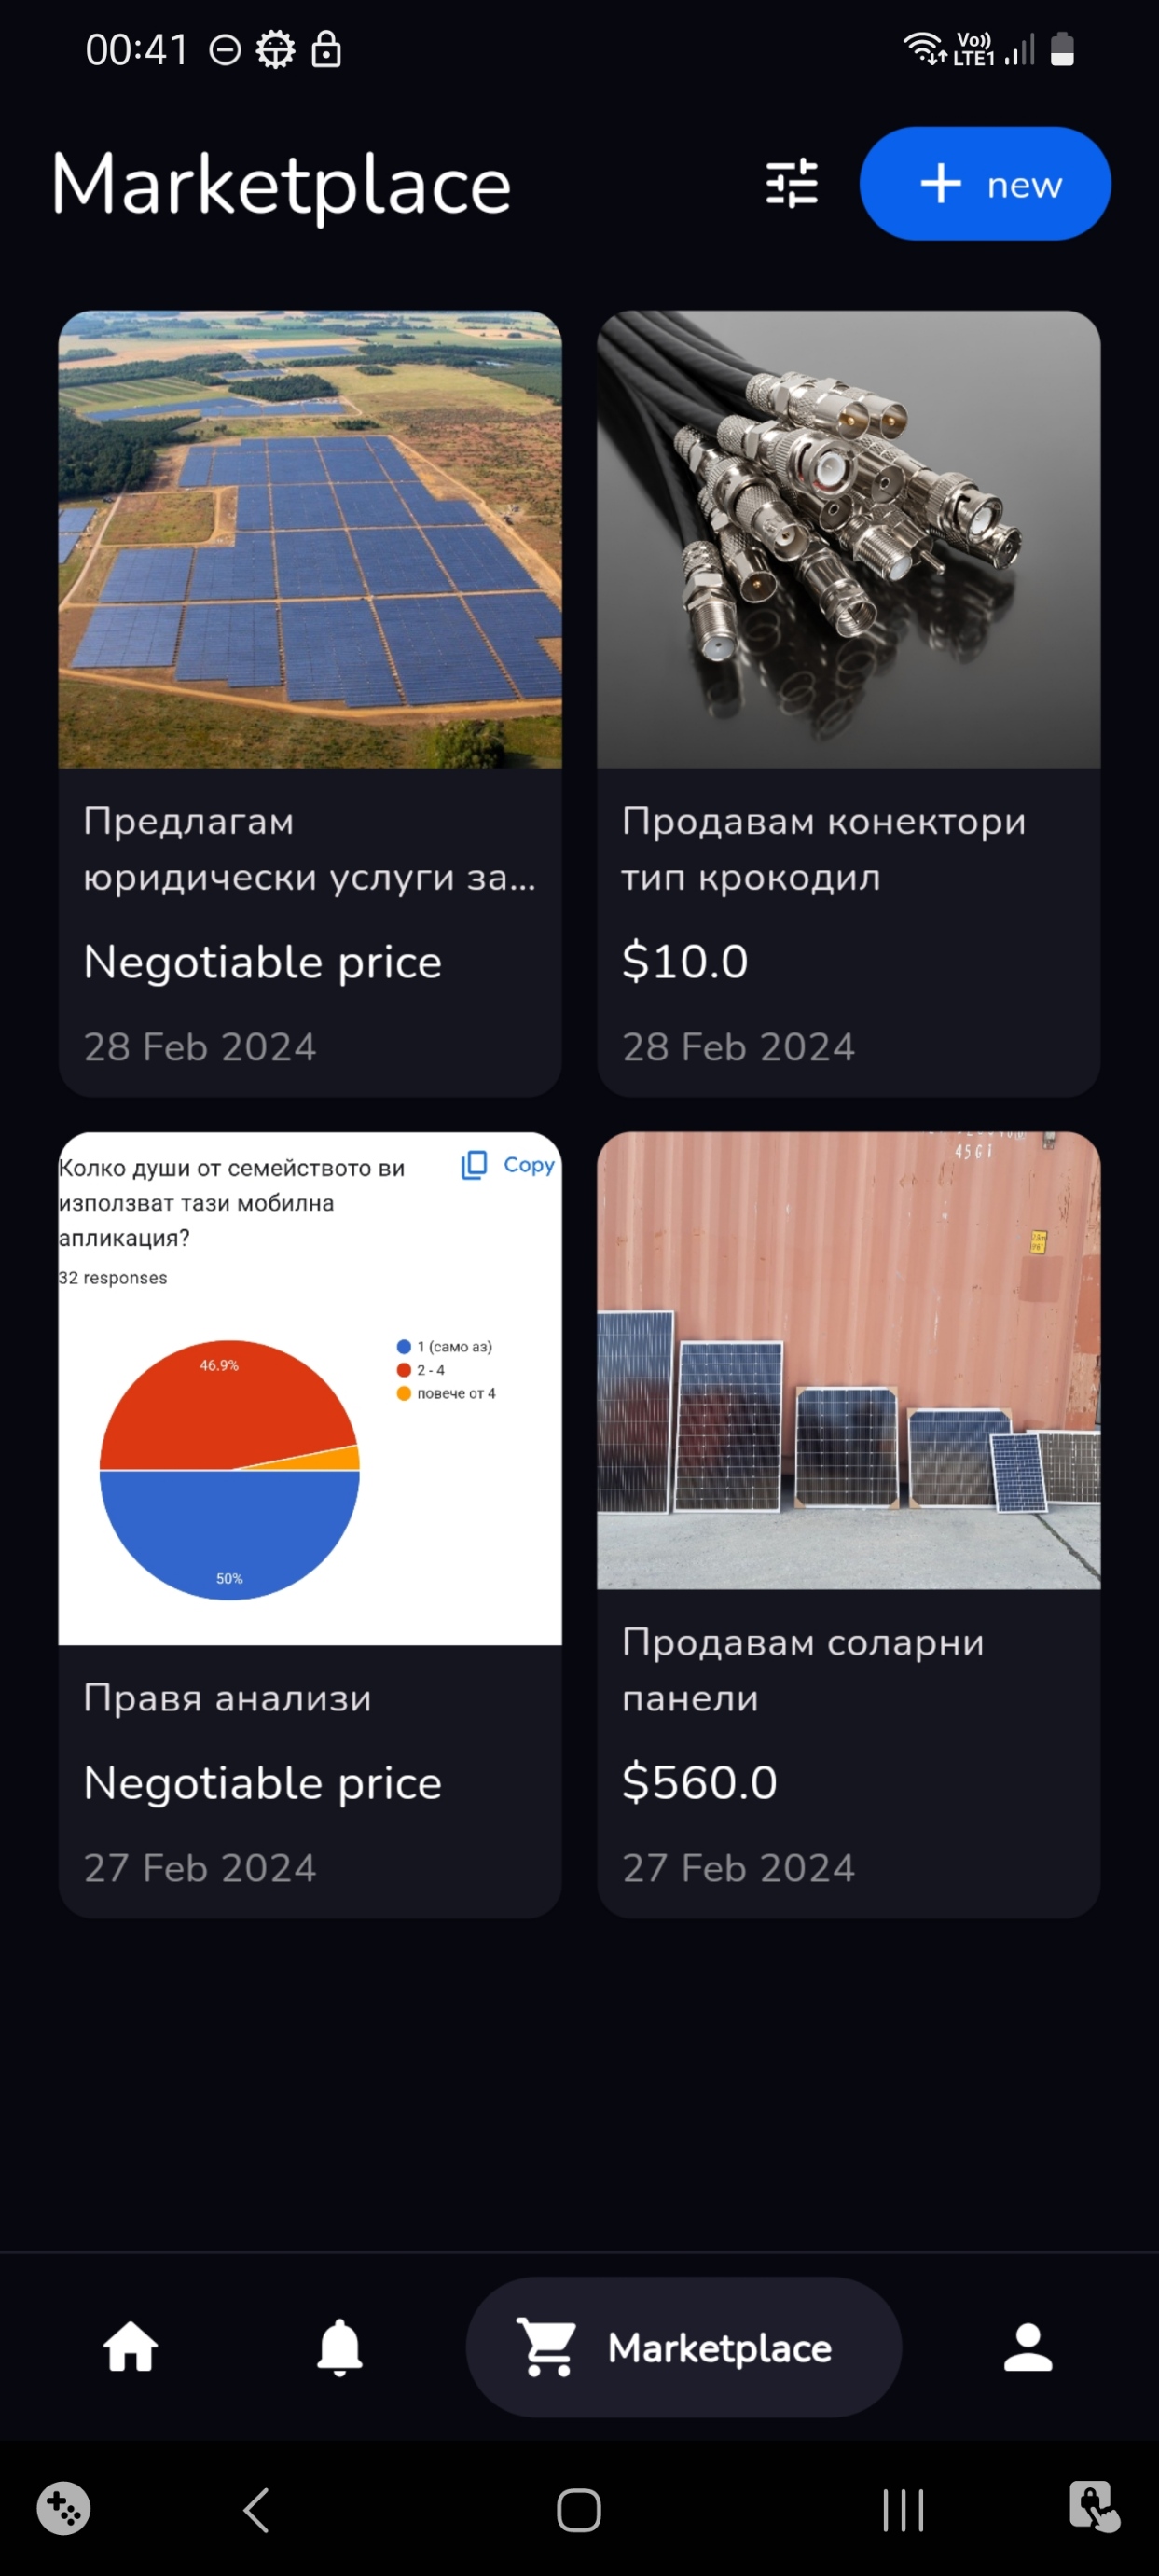 00:41
Vo))
LTE1
Marketplace
+ new
Предлагам
юридически услуги за...
Negotiable price
28 Feb 2024
Продавам конектори
тип крокодил
$10.0
28 Feb 2024
Колко души от семейството ви
използват тази мобилна
апликация?
Copy
32 responses
46.9%
50%
1 (само аз)
2 - 4
повече от 4
Правя анализи
Negotiable price
27 Feb 2024
45G1
Продавам соларни
панели
$560.0
27 Feb 2024
Marketplace